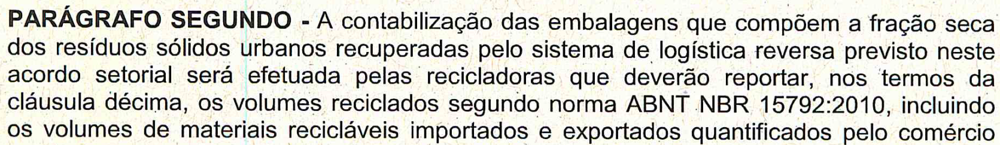 PARÁGRAFO SEGUNDO - A contabilização das embalagens que compõem a fração seca
dos resíduos sólidos urbanos recuperadas pelo sistema de logística reversa previsto neste
acordo setorial será efetuada pelas recicladoras que deverão reportar, nos termos da
cláusula décima, os volumes reciclados segundo norma ABNT NBR 15792:2010, incluindo
os volumes de materiais recicláveis importados e exportados quantificados pelo comércio